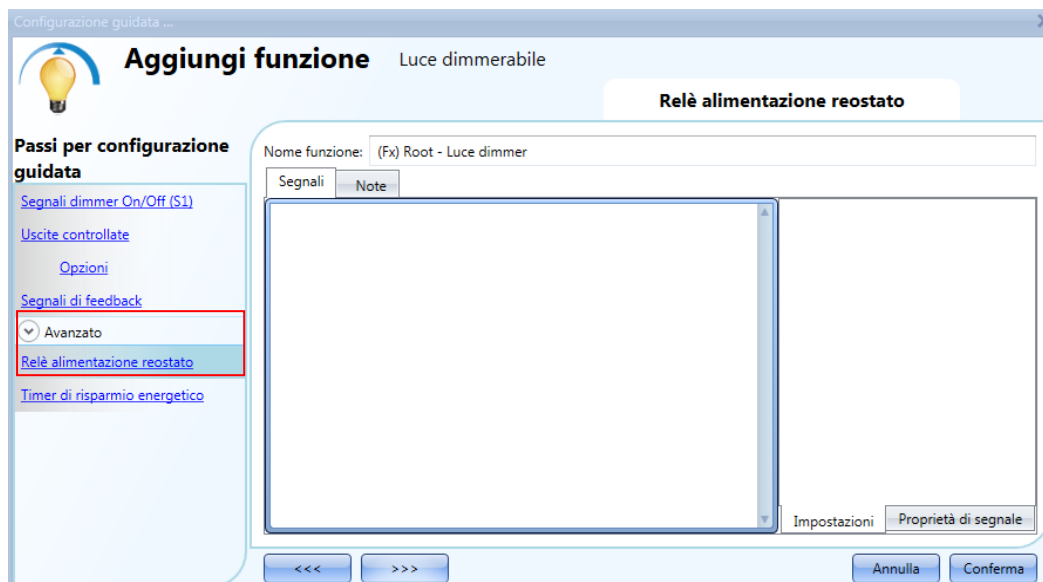 Configurazione guidata ...
Aggiungi funzione Luce dimmerabile
Relè alimentazione reostato
Passi per configurazione
guidata
Segnali dimmer On/Off (S1)
Uscite controllate
Opzioni
Segnali di feedback
Avanzato
Relè alimentazione reostato
Timer di risparmio energetico
Nome funzione: (Fx) Root - Luce dimmer
Segnali Note
Impostazioni Proprietà di segnale
<<< >>> Annulla Conferma